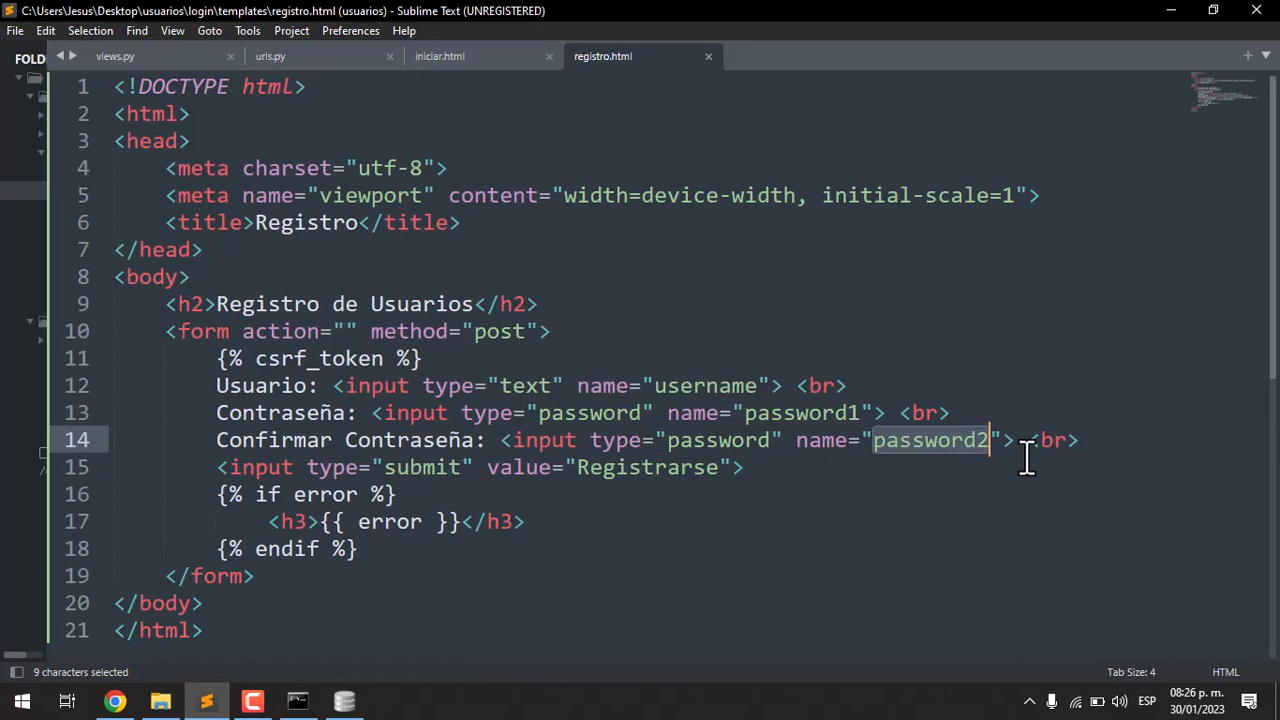 C:\Users\Jesus\Desktop\usuarios\login\templates\registro.html (usuarios) - Sublime Text (UNREGISTERED)
File Edit Selection Find View Goto Tools Project Preferences Help
FOLD
views.py urls.py iniciar.html registro.html
1 <!DOCTYPE html>
2 <html>
3 <head>
4 <meta charset="utf-8">
5 <meta name="viewport" content="width=device-width, initial-scale=1">
6 <title>Registro</title>
7 </head>
8 <body>
9 <h2>Registro de Usuarios</h2>
10 <form action="" method="post">
11 {% csrf_token %}
12 Usuario: <input type="text" name="username"> <br>
13 Contraseña: <input type="password" name="password1"> <br>
14 Confirmar Contraseña: <input type="password" name="password2"> <br>
15 <input type="submit" value="Registrarse">
16 {% if error %}
17 <h3>{{ error }}</h3>
18 {% endif %}
19 </form>
20 </body>
21 </html>
9 characters selected Tab Size: 4 HTML
ESP 08:26 p. m.
30/01/2023